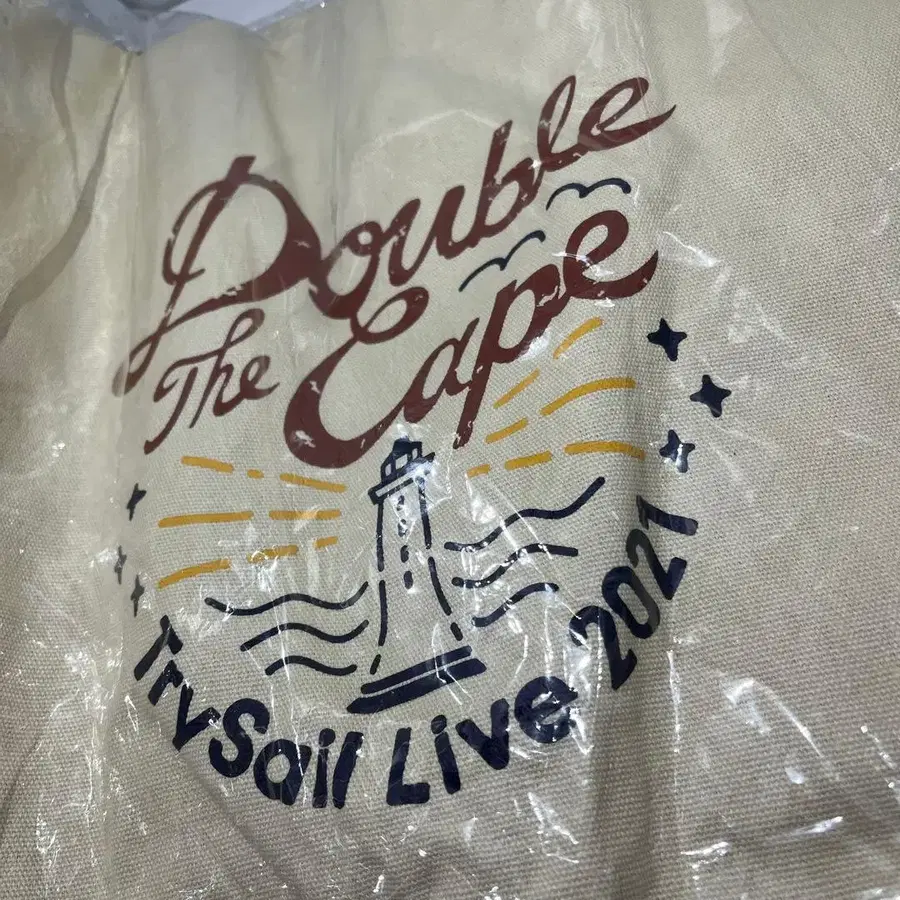 Double
The Cape
TrySail Live 2021